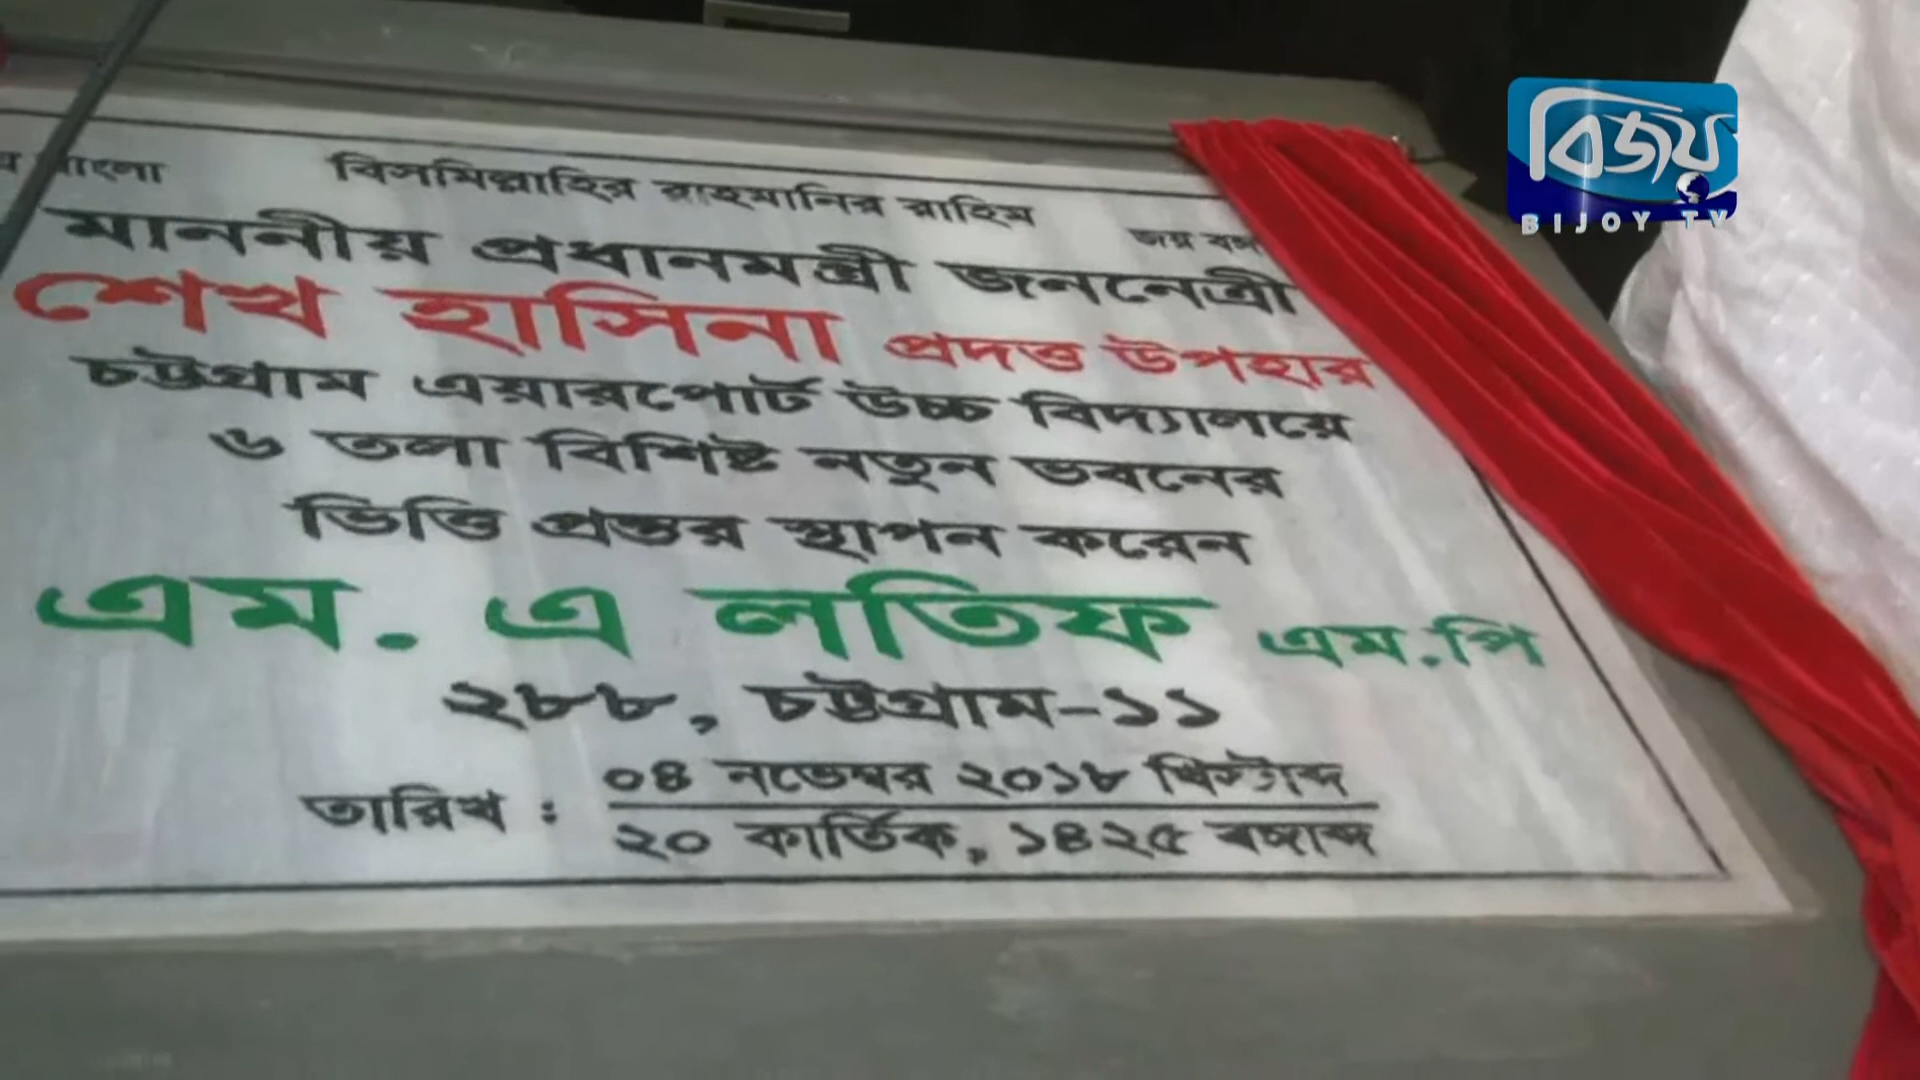 বাংলা বিসমিল্লাহির রাহমানির রাহিম জয় বঙ্গ
মাননীয় প্রধানমন্ত্রী জননেত্রী
শেখ হাসিনা প্রদত্ত উপহার
চট্টগ্রাম এয়ারপোর্ট উচ্চ বিদ্যালয়ে
৬ তলা বিশিষ্ট নতুন ভবনের
ভিত্তি প্রস্তর স্থাপন করেন
এম. এ লতিফ এম.পি
২৮৮, চট্টগ্রাম-১১
তারিখ : ০৪ নভেম্বর ২০১৮ খ্রিস্টাব্দ
২০ কার্তিক, ১৪২৫ বঙ্গাব্দ
বিজয়
BIJOY TV